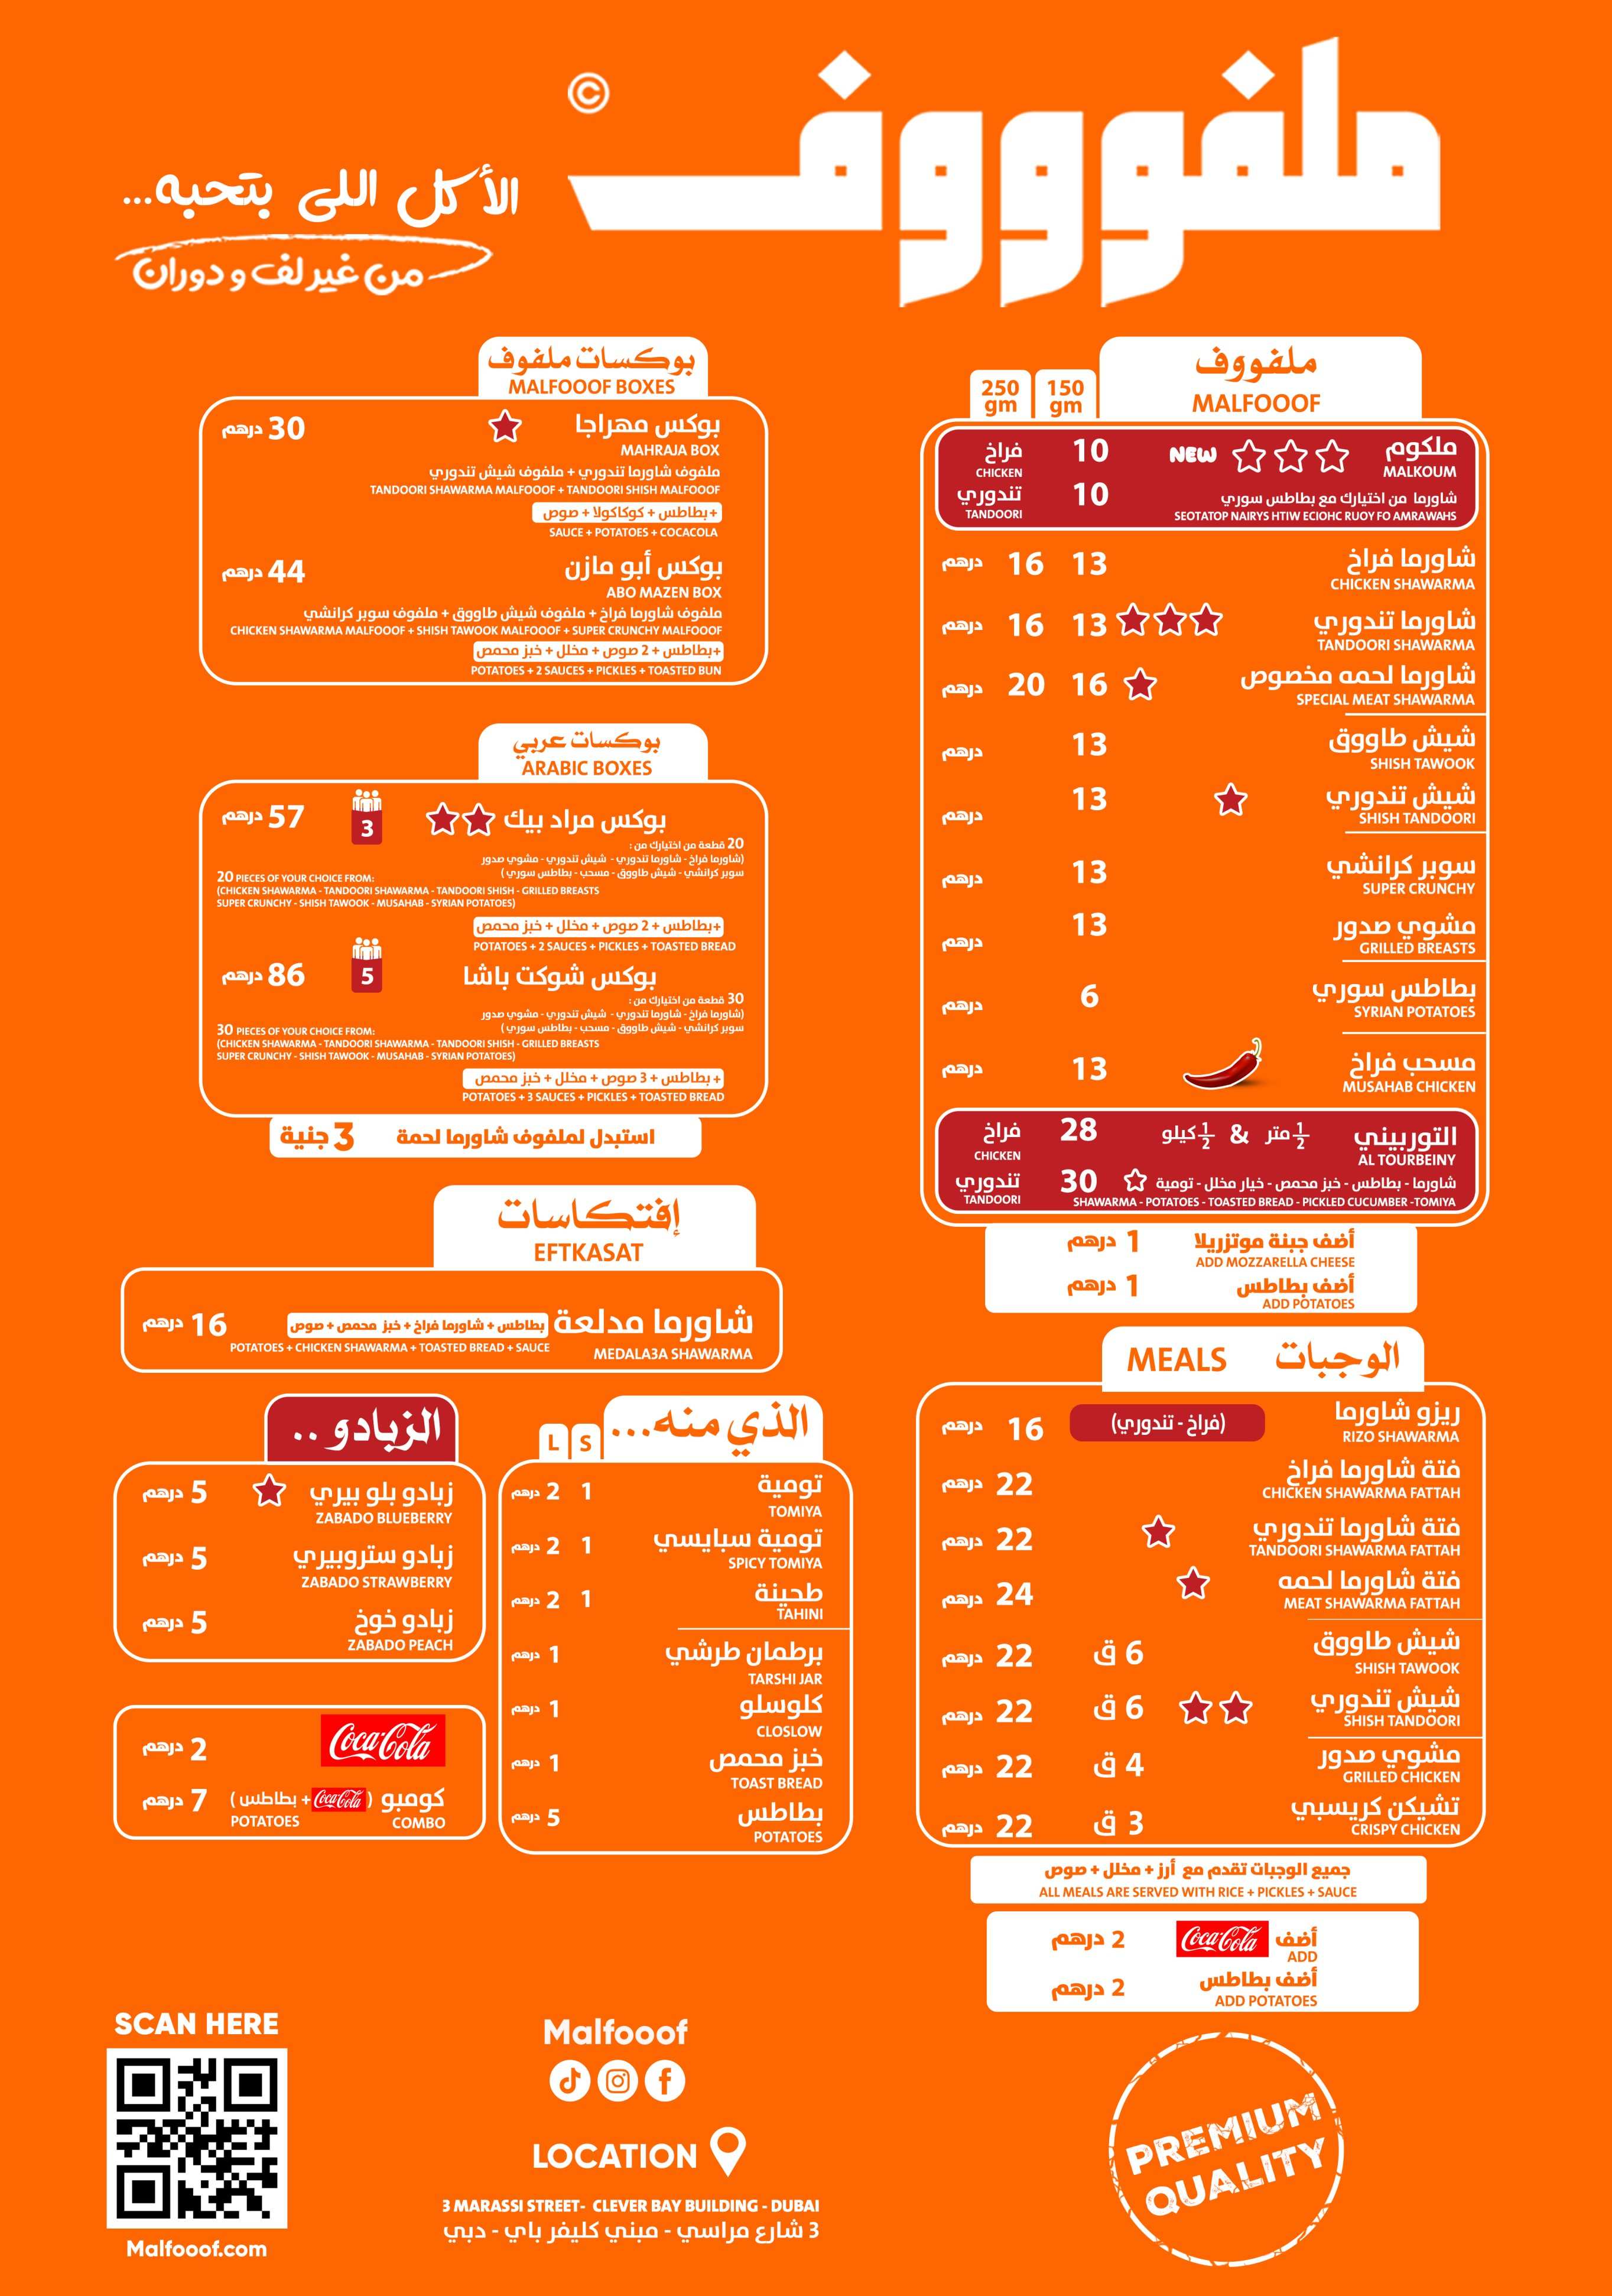 ملفوووف ©
الأكل اللى بتحبه...
من غير لف و دوران
ملفووف
MALFOOOF
150 gm
250 gm
ملكوم NEW 10 فراخ
MALKOUM CHICKEN
شاورما من اختيارك مع بطاطس سوري 10 تندوري
SEOTATOP NAIRYS HTIW ECIOHC RUOY FO AMRAWAHS TANDOORI
شاورما فراخ 13 16 درهم
CHICKEN SHAWARMA
شاورما تندوري 13 16 درهم
TANDOORI SHAWARMA
شاورما لحمه مخصوص 16 20 درهم
SPECIAL MEAT SHAWARMA
شيش طاووق 13 درهم
SHISH TAWOOK
شيش تندوري 13 درهم
SHISH TANDOORI
سوبر كرانشي 13 درهم
SUPER CRUNCHY
مشوي صدور 13 درهم
GRILLED BREASTS
بطاطس سوري 6 درهم
SYRIAN POTATOES
مسحب فراخ 13 درهم
MUSAHAB CHICKEN
التوربيني ½ متر & ½ كيلو 28 فراخ
AL TOURBEINY CHICKEN
شاورما - بطاطس - خبز محمص - خيار مخلل - تومية 30 تندوري
SHAWARMA - POTATOES - TOASTED BREAD - PICKLED CUCUMBER -TOMIYA TANDOORI
أضف جبنة موتزريلا 1 درهم
ADD MOZZARELLA CHEESE
أضف بطاطس 1 درهم
ADD POTATOES
الوجبات MEALS
ريزو شاورما (فراخ - تندوري) 16 درهم
RIZO SHAWARMA
فتة شاورما فراخ 22 درهم
CHICKEN SHAWARMA FATTAH
فتة شاورما تندوري 22 درهم
TANDOORI SHAWARMA FATTAH
فتة شاورما لحمه 24 درهم
MEAT SHAWARMA FATTAH
شيش طاووق 6 ق 22 درهم
SHISH TAWOOK
شيش تندوري 6 ق 22 درهم
SHISH TANDOORI
مشوي صدور 4 ق 22 درهم
GRILLED CHICKEN
تشيكن كريسبي 3 ق 22 درهم
CRISPY CHICKEN
جميع الوجبات تقدم مع أرز + مخلل + صوص
ALL MEALS ARE SERVED WITH RICE + PICKLES + SAUCE
أضف Coca-Cola 2 درهم
ADD
أضف بطاطس 2 درهم
ADD POTATOES
PREMIUM
QUALITY
بوكسات ملفوف
MALFOOOF BOXES
بوكس مهراجا 30 درهم
MAHRAJA BOX
ملفوف شاورما تندوري + ملفوف شيش تندوري
TANDOORI SHAWARMA MALFOOOF + TANDOORI SHISH MALFOOOF
+بطاطس + كوكاكولا + صوص
SAUCE + POTATOES + COCACOLA
بوكس أبو مازن 44 درهم
ABO MAZEN BOX
ملفوف شاورما فراخ + ملفوف شيش طاووق + ملفوف سوبر كرانشي
CHICKEN SHAWARMA MALFOOOF + SHISH TAWOOK MALFOOOF + SUPER CRUNCHY MALFOOOF
+بطاطس + 2 صوص + مخلل + خبز محمص
POTATOES + 2 SAUCES + PICKLES + TOASTED BUN
بوكسات عربي
ARABIC BOXES
بوكس مراد بيك 3 57 درهم
20 قطعة من اختيارك من :
(شاورما فراخ - شاورما تندوري - شيش تندوري - مشوي صدور
سوبر كرانشي - شيش طاووق - مسحب - بطاطس سوري )
20 PIECES OF YOUR CHOICE FROM:
(CHICKEN SHAWARMA - TANDOORI SHAWARMA - TANDOORI SHISH - GRILLED BREASTS
SUPER CRUNCHY - SHISH TAWOOK - MUSAHAB - SYRIAN POTATOES)
+بطاطس + 2 صوص + مخلل + خبز محمص
POTATOES + 2 SAUCES + PICKLES + TOASTED BREAD
بوكس شوكت باشا 5 86 درهم
30 قطعة من اختيارك من :
(شاورما فراخ - شاورما تندوري - شيش تندوري - مشوي صدور
سوبر كرانشي - شيش طاووق - مسحب - بطاطس سوري )
30 PIECES OF YOUR CHOICE FROM:
(CHICKEN SHAWARMA - TANDOORI SHAWARMA - TANDOORI SHISH - GRILLED BREASTS
SUPER CRUNCHY - SHISH TAWOOK - MUSAHAB - SYRIAN POTATOES)
+ بطاطس + 3 صوص + مخلل + خبز محمص
POTATOES + 3 SAUCES + PICKLES + TOASTED BREAD
استبدل لملفوف شاورما لحمة 3 جنية
إفتكاسات
EFTKASAT
شاورما مدلعة بطاطس + شاورما فراخ + خبز محمص + صوص 16 درهم
MEDALA3A SHAWARMA POTATOES + CHICKEN SHAWARMA + TOASTED BREAD + SAUCE
الذي منه... S L
تومية 1 2 درهم
TOMIYA
تومية سبايسي 1 2 درهم
SPICY TOMIYA
طحينة 1 2 درهم
TAHINI
برطمان طرشي 1 درهم
TARSHI JAR
كلوسلو 1 درهم
CLOSLOW
خبز محمص 1 درهم
TOAST BREAD
بطاطس 5 درهم
POTATOES
الزبادو ..
زبادو بلو بيري 5 درهم
ZABADO BLUEBERRY
زبادو ستروبيري 5 درهم
ZABADO STRAWBERRY
زبادو خوخ 5 درهم
ZABADO PEACH
Coca-Cola 2 درهم
كومبو (Coca-Cola + بطاطس ) 7 درهم
COMBO POTATOES
SCAN HERE
Malfooof.com
Malfooof
LOCATION
3 MARASSI STREET- CLEVER BAY BUILDING - DUBAI
3 شارع مراسي - مبني كليفر باي - دبي